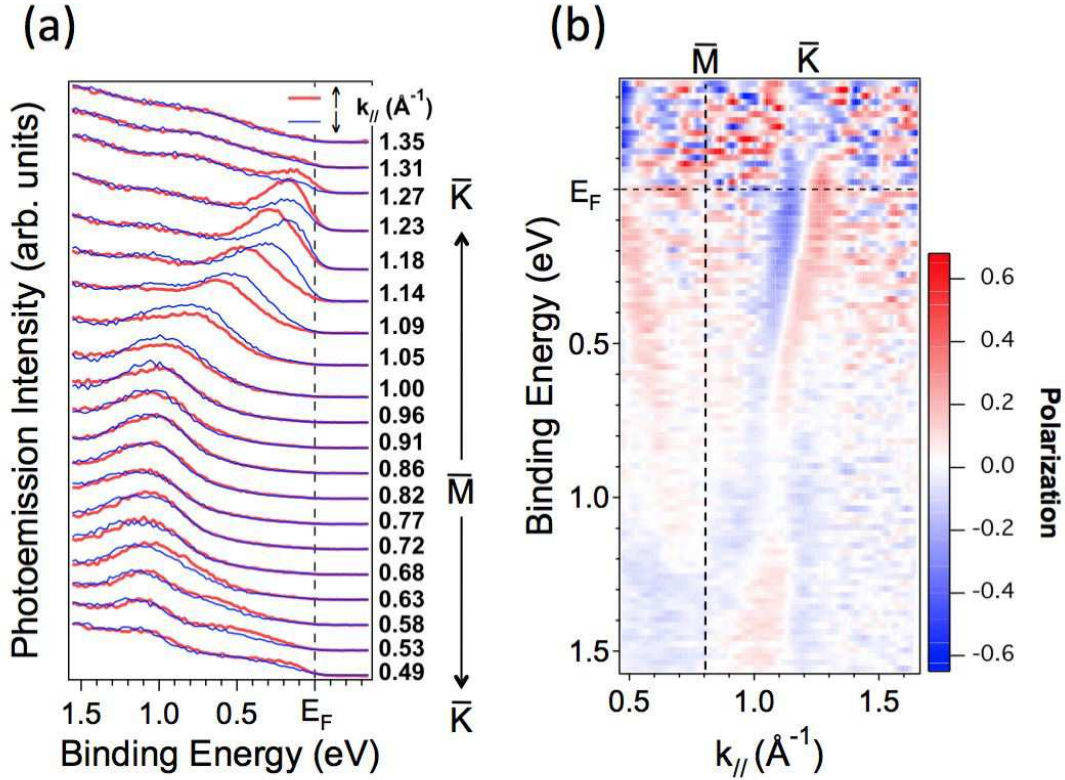 (a)
Photoemission Intensity (arb. units)
k// (Å⁻¹)
1.35
1.31
1.27
1.23
1.18
1.14
1.09
1.05
1.00
0.96
0.91
0.86
0.82
0.77
0.72
0.68
0.63
0.58
0.53
0.49
K̅
M̅
K̅
1.5 1.0 0.5 E_F
Binding Energy (eV)
(b)
M̅ K̅
Binding Energy (eV)
E_F
0.5
1.0
1.5
0.5 1.0 1.5
k// (Å⁻¹)
0.6
0.4
0.2
0.0
-0.2
-0.4
-0.6
Polarization